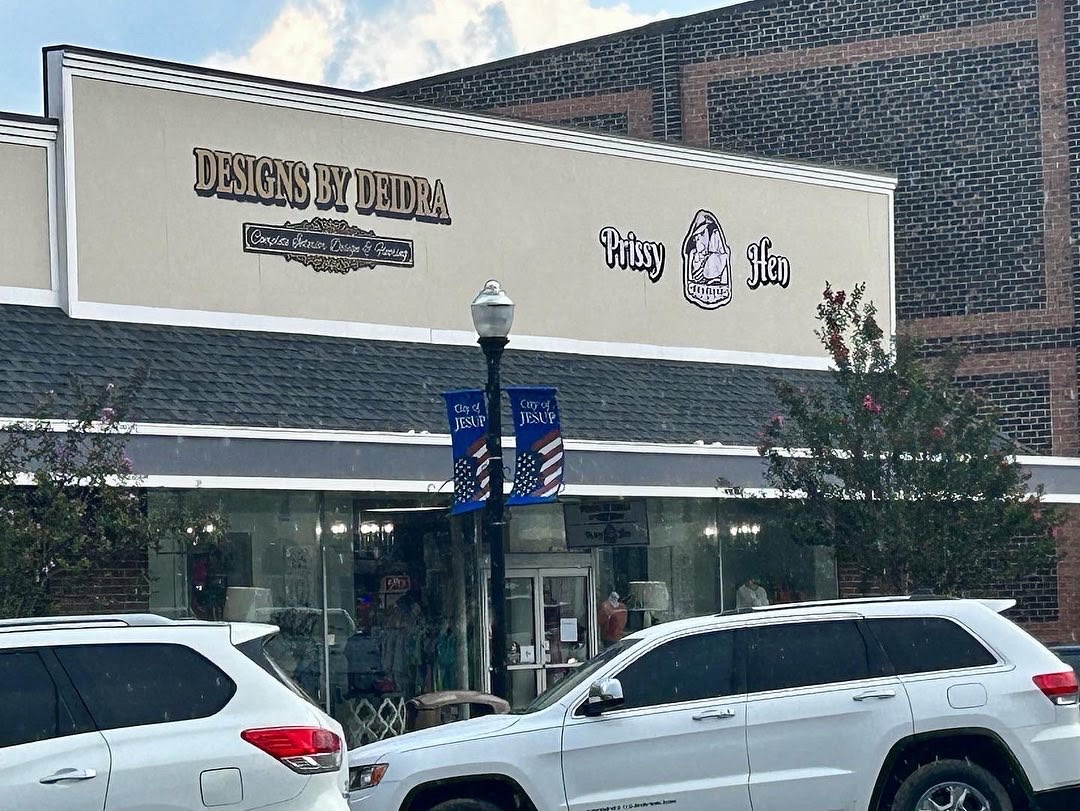 DESIGNS BY DEIDRA
Complete Interior Design & Flooring
Prissy Hen
City of
JESUP
City of
JESUP